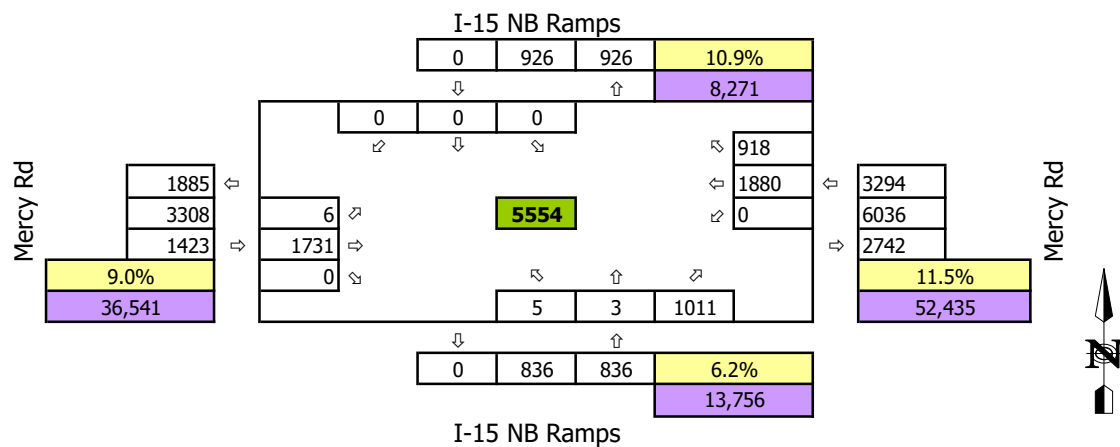 I-15 NB Ramps
0 926 926 10.9%
8,271
0 0 0
918
1885 1880 3294
Mercy Rd 3308 6 5554 0 6036 Mercy Rd
1423 1731 2742
9.0% 0 11.5%
36,541 5 3 1011 52,435
N
0 836 836 6.2%
13,756
I-15 NB Ramps